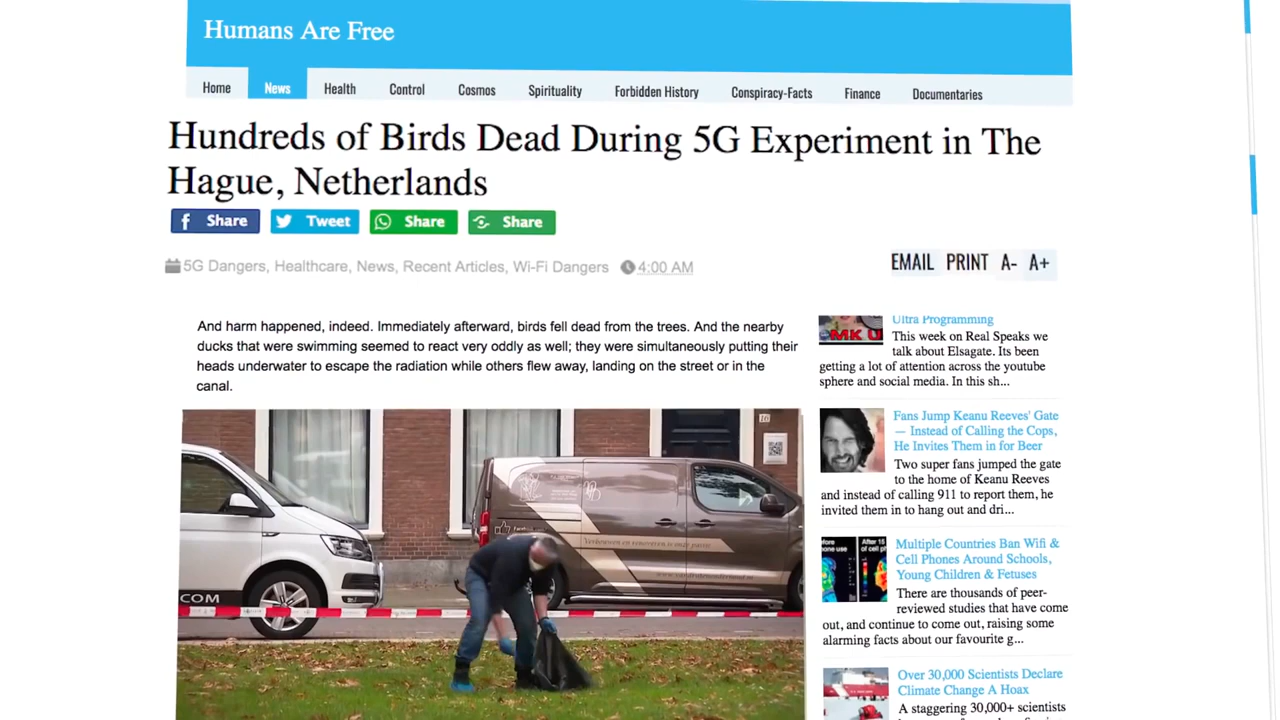 Humans Are Free
Home News Health Control Cosmos Spirituality Forbidden History Conspiracy-Facts Finance Documentaries
Hundreds of Birds Dead During 5G Experiment in The
Hague, Netherlands
Share Tweet Share Share
5G Dangers, Healthcare, News, Recent Articles, Wi-Fi Dangers 4:00 AM
EMAIL PRINT A- A+
And harm happened, indeed. Immediately afterward, birds fell dead from the trees. And the nearby
ducks that were swimming seemed to react very oddly as well; they were simultaneously putting their
heads underwater to escape the radiation while others flew away, landing on the street or in the
canal.
COM
Facebook
Ultra Programming
MK U
This week on Real Speaks we
talk about Elsagate. Its been
getting a lot of attention across the youtube
sphere and social media. In this sh...
Fans Jump Keanu Reeves' Gate
— Instead of Calling the Cops,
He Invites Them in for Beer
Two super fans jumped the gate
to the home of Keanu Reeves
and instead of calling 911 to report them, he
invited them in to hang out and dri...
Multiple Countries Ban Wifi &
Cell Phones Around Schools,
Young Children & Fetuses
After 15
There are thousands of peer-
reviewed studies that have come
out, and continue to come out, raising some
alarming facts about our favourite g...
Over 30,000 Scientists Declare
Climate Change A Hoax
A staggering 30,000+ scientists